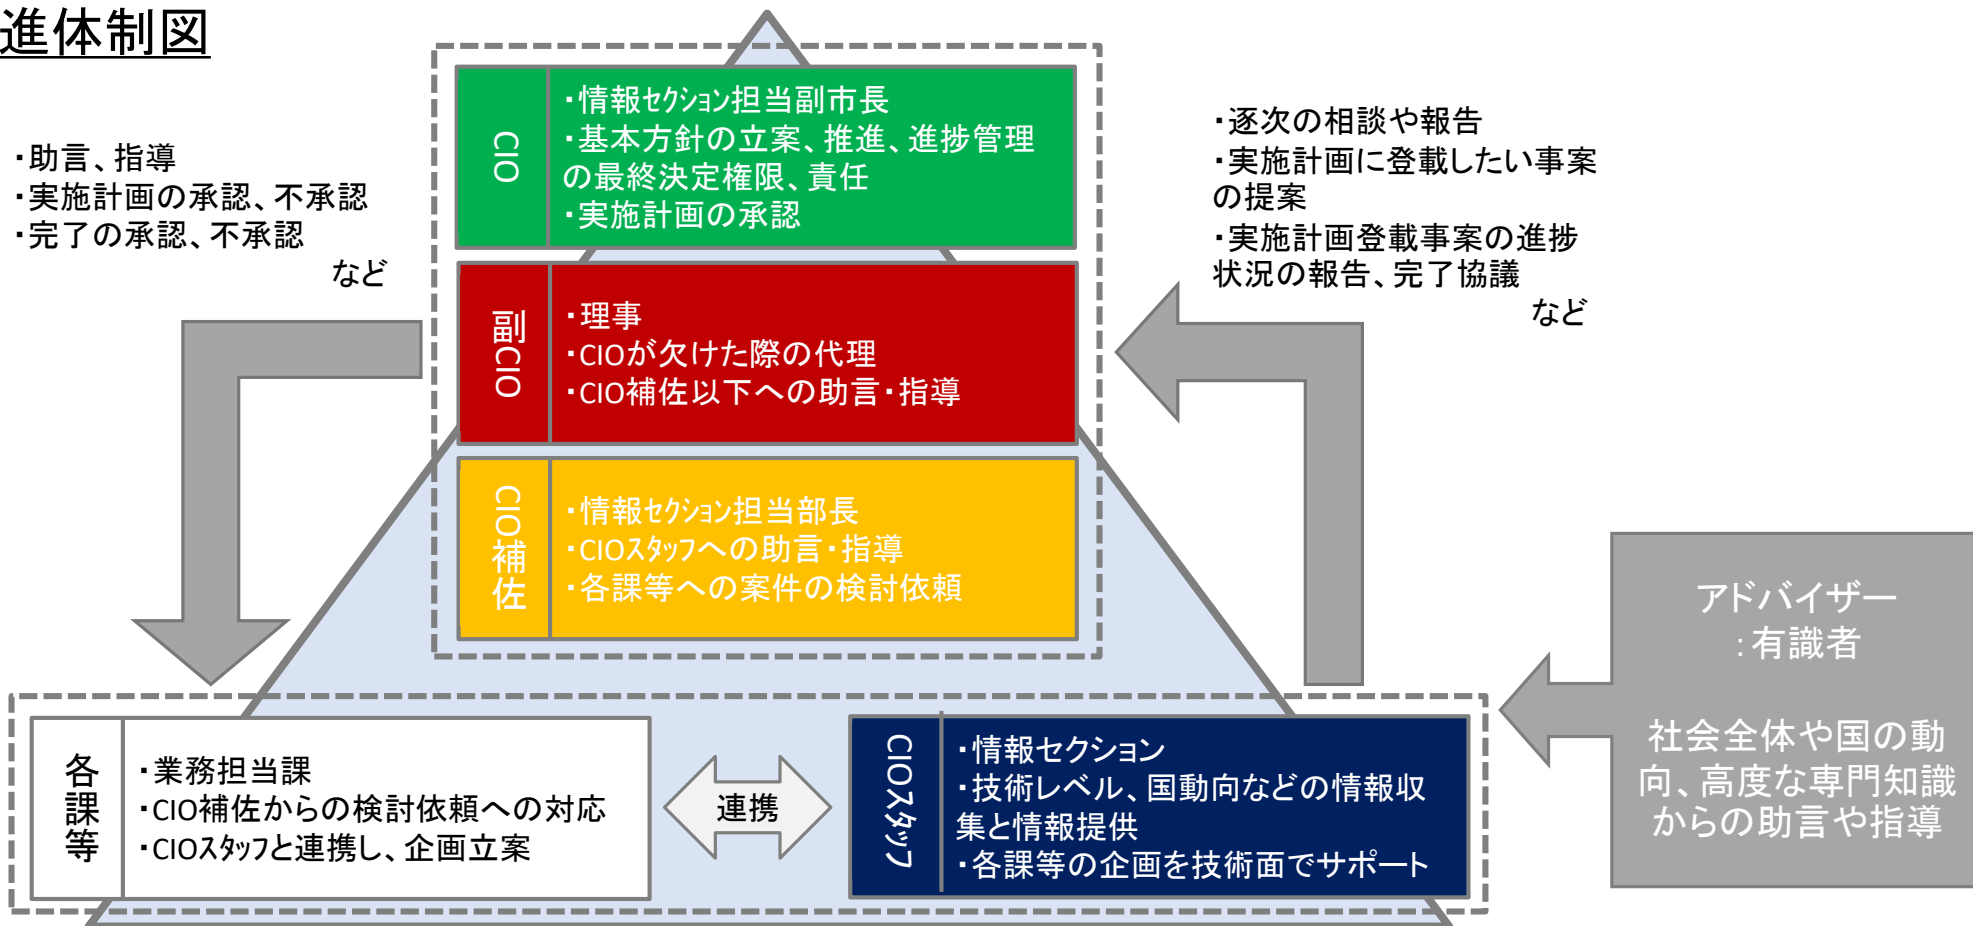 進体制図
・助言、指導
・実施計画の承認、不承認
・完了の承認、不承認
など
CIO
・情報セクション担当副市長
・基本方針の立案、推進、進捗管理
の最終決定権限、責任
・実施計画の承認
副CIO
・理事
・CIOが欠けた際の代理
・CIO補佐以下への助言・指導
CIO補佐
・情報セクション担当部長
・CIOスタッフへの助言・指導
・各課等への案件の検討依頼
・逐次の相談や報告
・実施計画に登載したい事案
の提案
・実施計画登載事案の進捗
状況の報告、完了協議
など
各課等
・業務担当課
・CIO補佐からの検討依頼への対応
・CIOスタッフと連携し、企画立案
連携
CIOスタッフ
・情報セクション
・技術レベル、国動向などの情報収
集と情報提供
・各課等の企画を技術面でサポート
アドバイザー
：有識者
社会全体や国の動
向、高度な専門知識
からの助言や指導